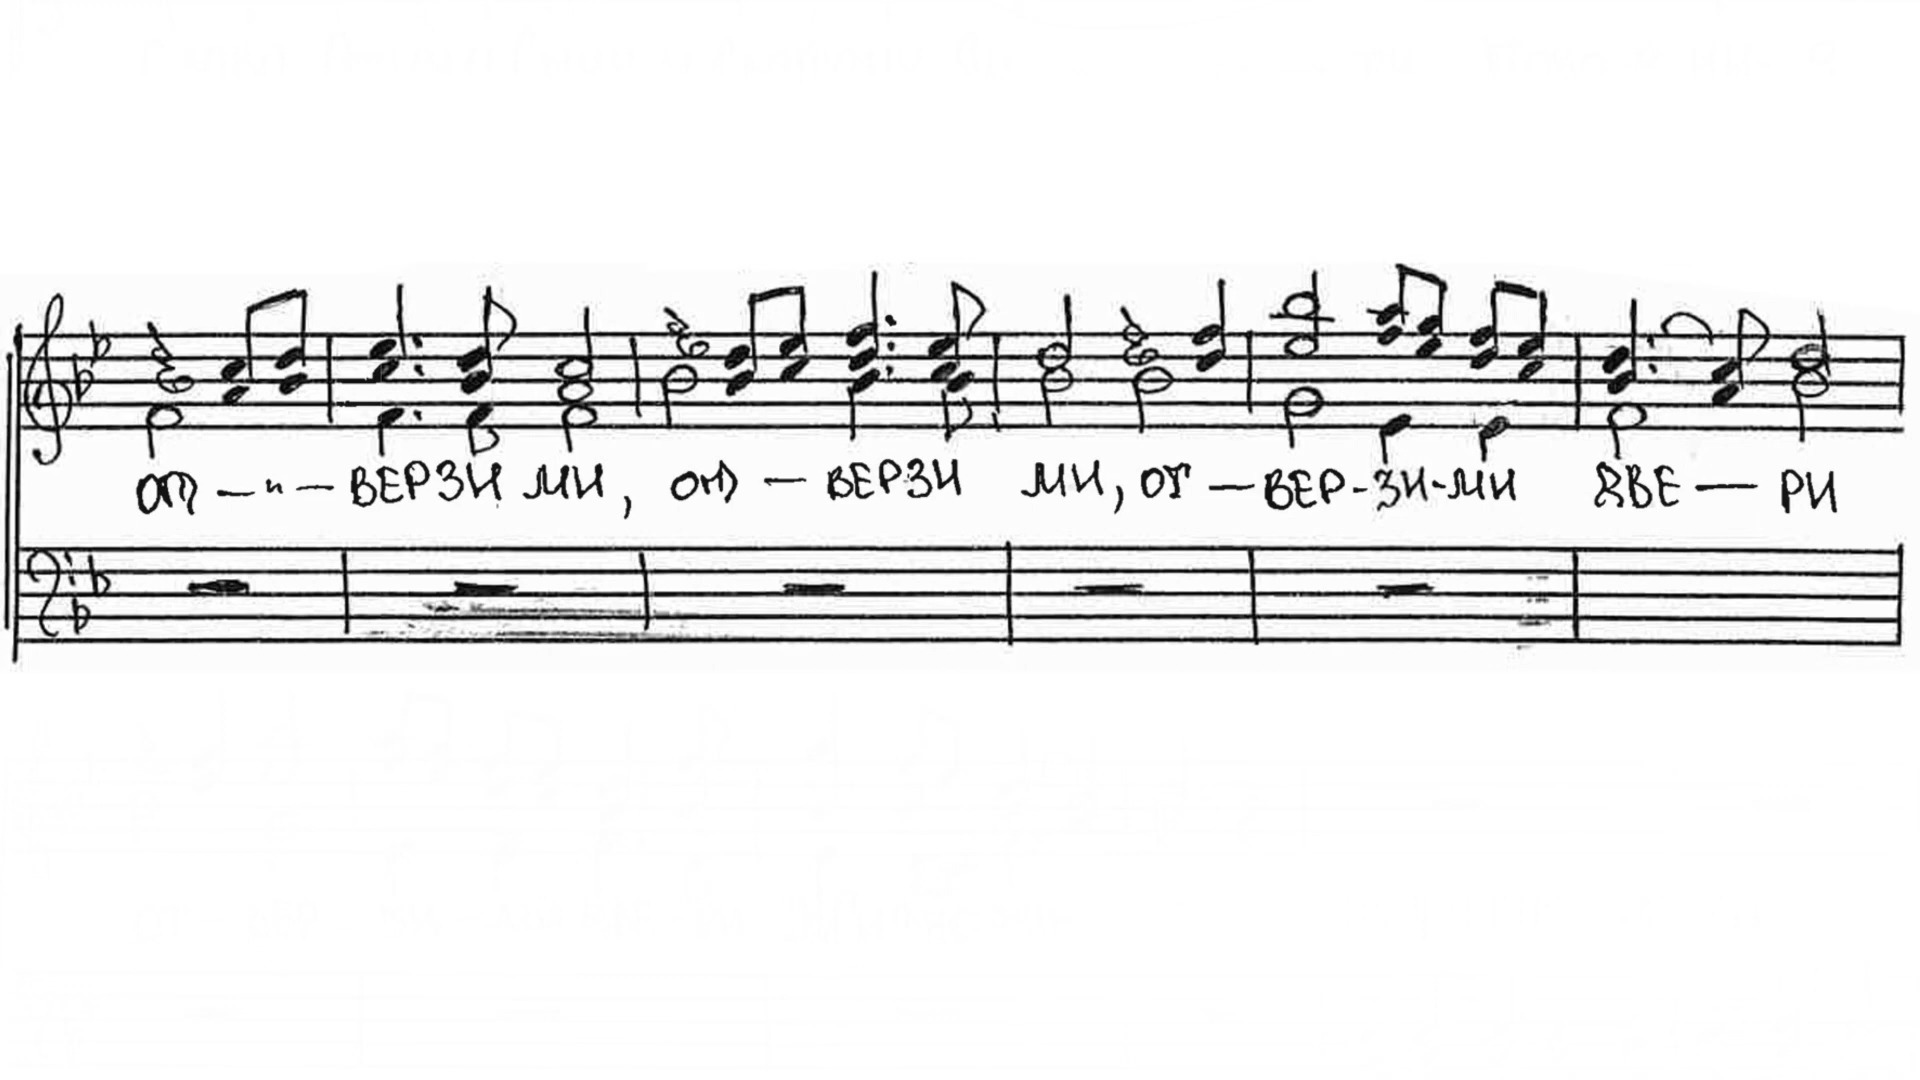 ОТ – " – ВЕРЗИ МИ, ОТ – ВЕРЗИ МИ, ОТ – ВЕР-ЗИ-МИ ДВЕ – РИ